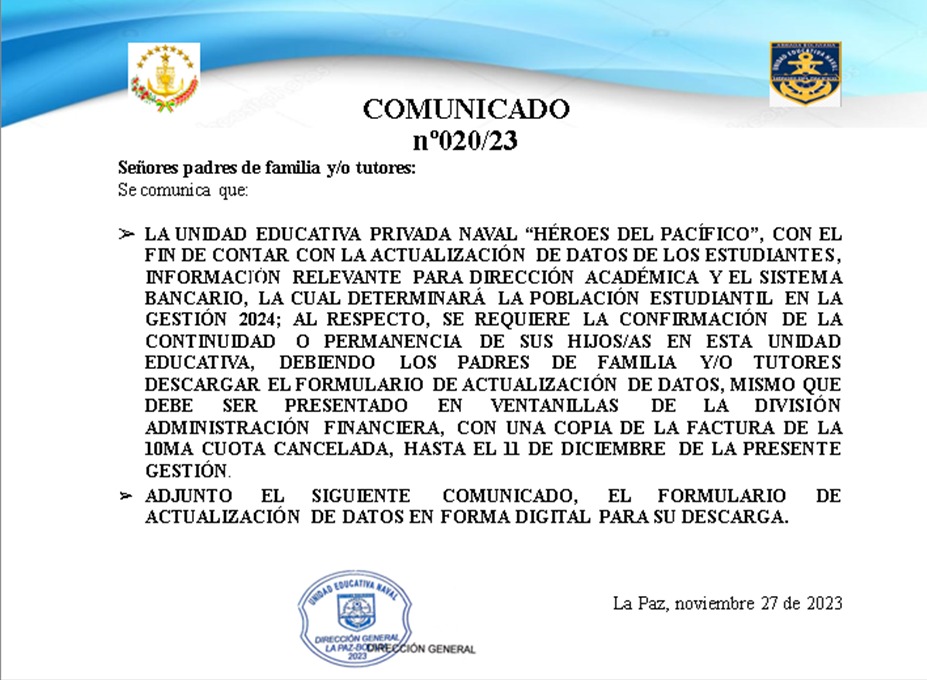 COMUNICADO
nº020/23
Señores padres de familia y/o tutores:
Se comunica que:
➢ LA UNIDAD EDUCATIVA PRIVADA NAVAL “HÉROES DEL PACÍFICO”, CON EL
FIN DE CONTAR CON LA ACTUALIZACIÓN DE DATOS DE LOS ESTUDIANTES,
INFORMACIÓN RELEVANTE PARA DIRECCIÓN ACADÉMICA Y EL SISTEMA
BANCARIO, LA CUAL DETERMINARÁ LA POBLACIÓN ESTUDIANTIL EN LA
GESTIÓN 2024; AL RESPECTO, SE REQUIERE LA CONFIRMACIÓN DE LA
CONTINUIDAD O PERMANENCIA DE SUS HIJOS/AS EN ESTA UNIDAD
EDUCATIVA, DEBIENDO LOS PADRES DE FAMILIA Y/O TUTORES
DESCARGAR EL FORMULARIO DE ACTUALIZACIÓN DE DATOS, MISMO QUE
DEBE SER PRESENTADO EN VENTANILLAS DE LA DIVISIÓN
ADMINISTRACIÓN FINANCIERA, CON UNA COPIA DE LA FACTURA DE LA
10MA CUOTA CANCELADA, HASTA EL 11 DE DICIEMBRE DE LA PRESENTE
GESTIÓN.
➢ ADJUNTO EL SIGUIENTE COMUNICADO, EL FORMULARIO DE
ACTUALIZACIÓN DE DATOS EN FORMA DIGITAL PARA SU DESCARGA.
La Paz, noviembre 27 de 2023
UNIDAD EDUCATIVA NAVAL
DIRECCIÓN GENERAL
LA PAZ-
2023
DIRECCIÓN GENERAL